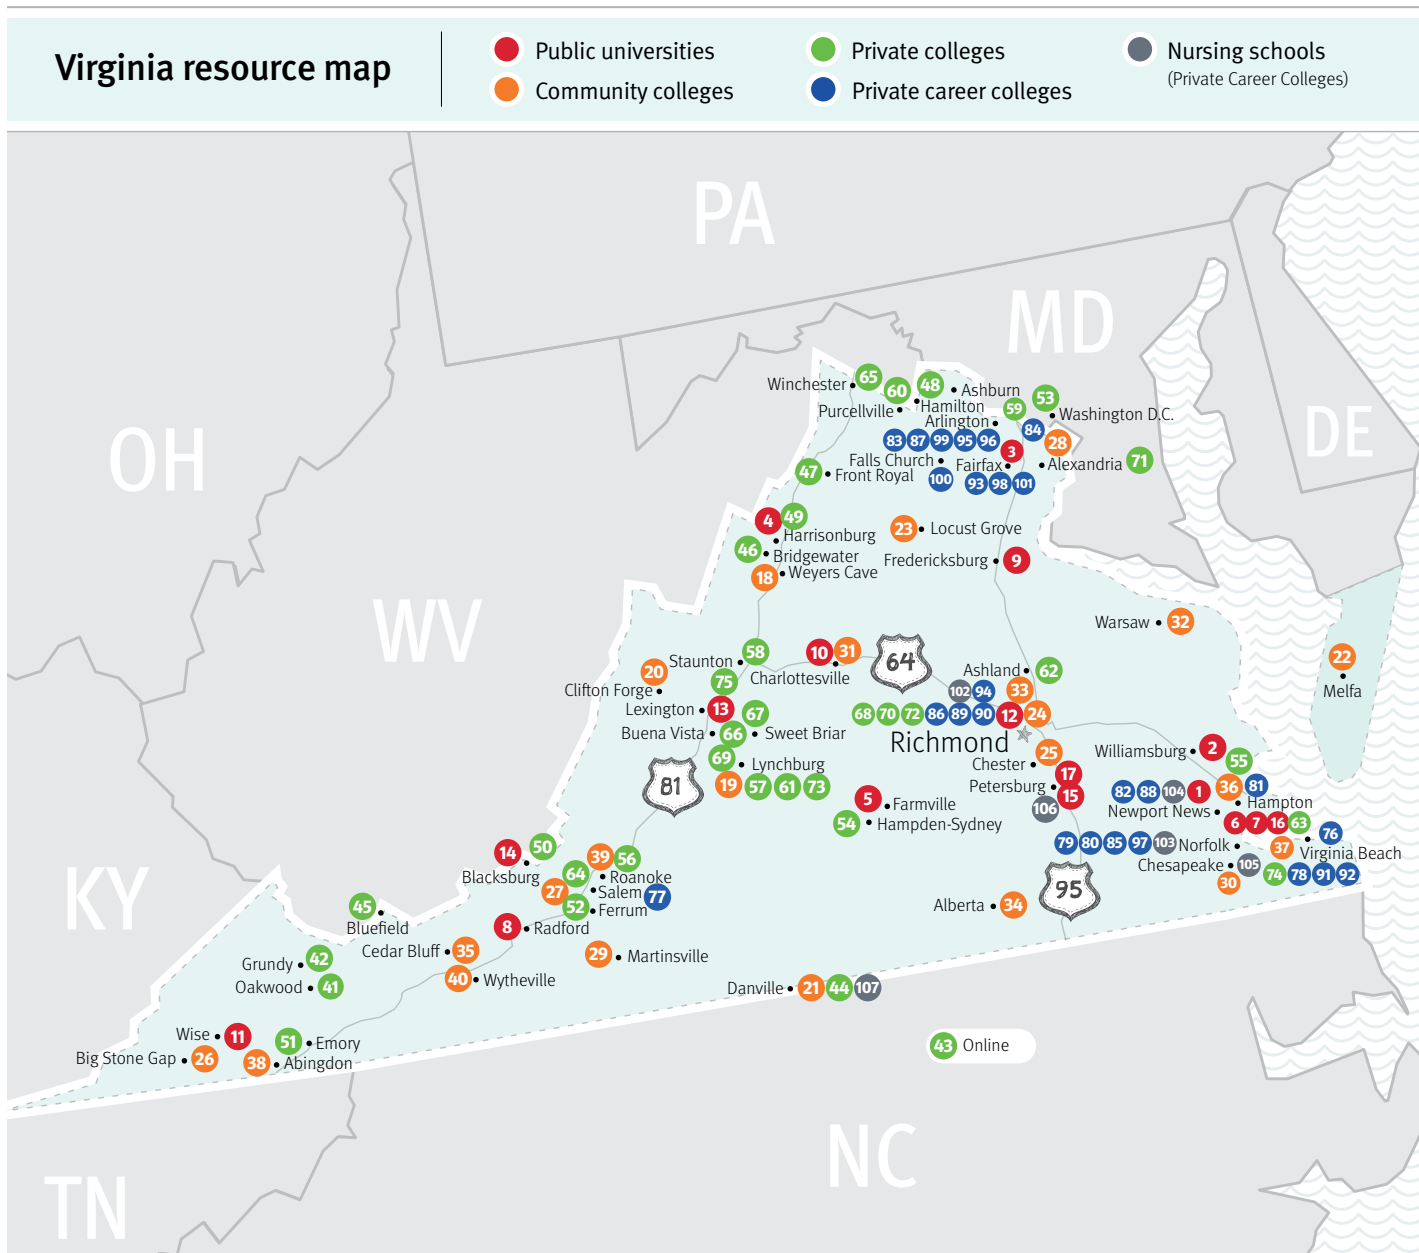 Virginia resource map
Public universities
Community colleges
Private colleges
Private career colleges
Nursing schools
(Private Career Colleges)
PA
MD
OH
DE
WV
Winchester 65
60 48 Ashburn
Purcellville Hamilton
59 53
Arlington Washington D.C.
84
83 87 99 95 96 3 28
Falls Church Fairfax Alexandria 71
47 Front Royal 100 93 98 101
4 49
Harrisonburg
23 Locust Grove
46 Bridgewater
Fredericksburg 9
18 Weyers Cave
Warsaw 32
58 10 31 64
Staunton
Charlottesville
22
Melfa
20
Clifton Forge
75
Ashland 62
102 94 33
Lexington 13 67
68 70 72 86 89 90 12 24
Buena Vista 66 Sweet Briar
Richmond
Williamsburg 2
55
69 Lynchburg
25
Chester
81
19 57 61 73
17
Petersburg 15
106
82 88 104 1 36 81
Hampton
Newport News
5 Farmville
54 Hampden-Sydney
6 7 16 63
76
79 80 85 97 103 Norfolk 37
Virginia Beach
Chesapeake 105
74 78 91 92
30
14 50
Blacksburg
39 56
64 Roanoke
27 Salem 77
52 Ferrum
95
Alberta 34
45
Bluefield
8 Radford
Cedar Bluff 35
29 Martinsville
42
Grundy
40 Wytheville
Oakwood 41
Danville 21 44 107
Wise 11
51 Emory
Big Stone Gap 26
38 Abingdon
43 Online
KY
TN
NC